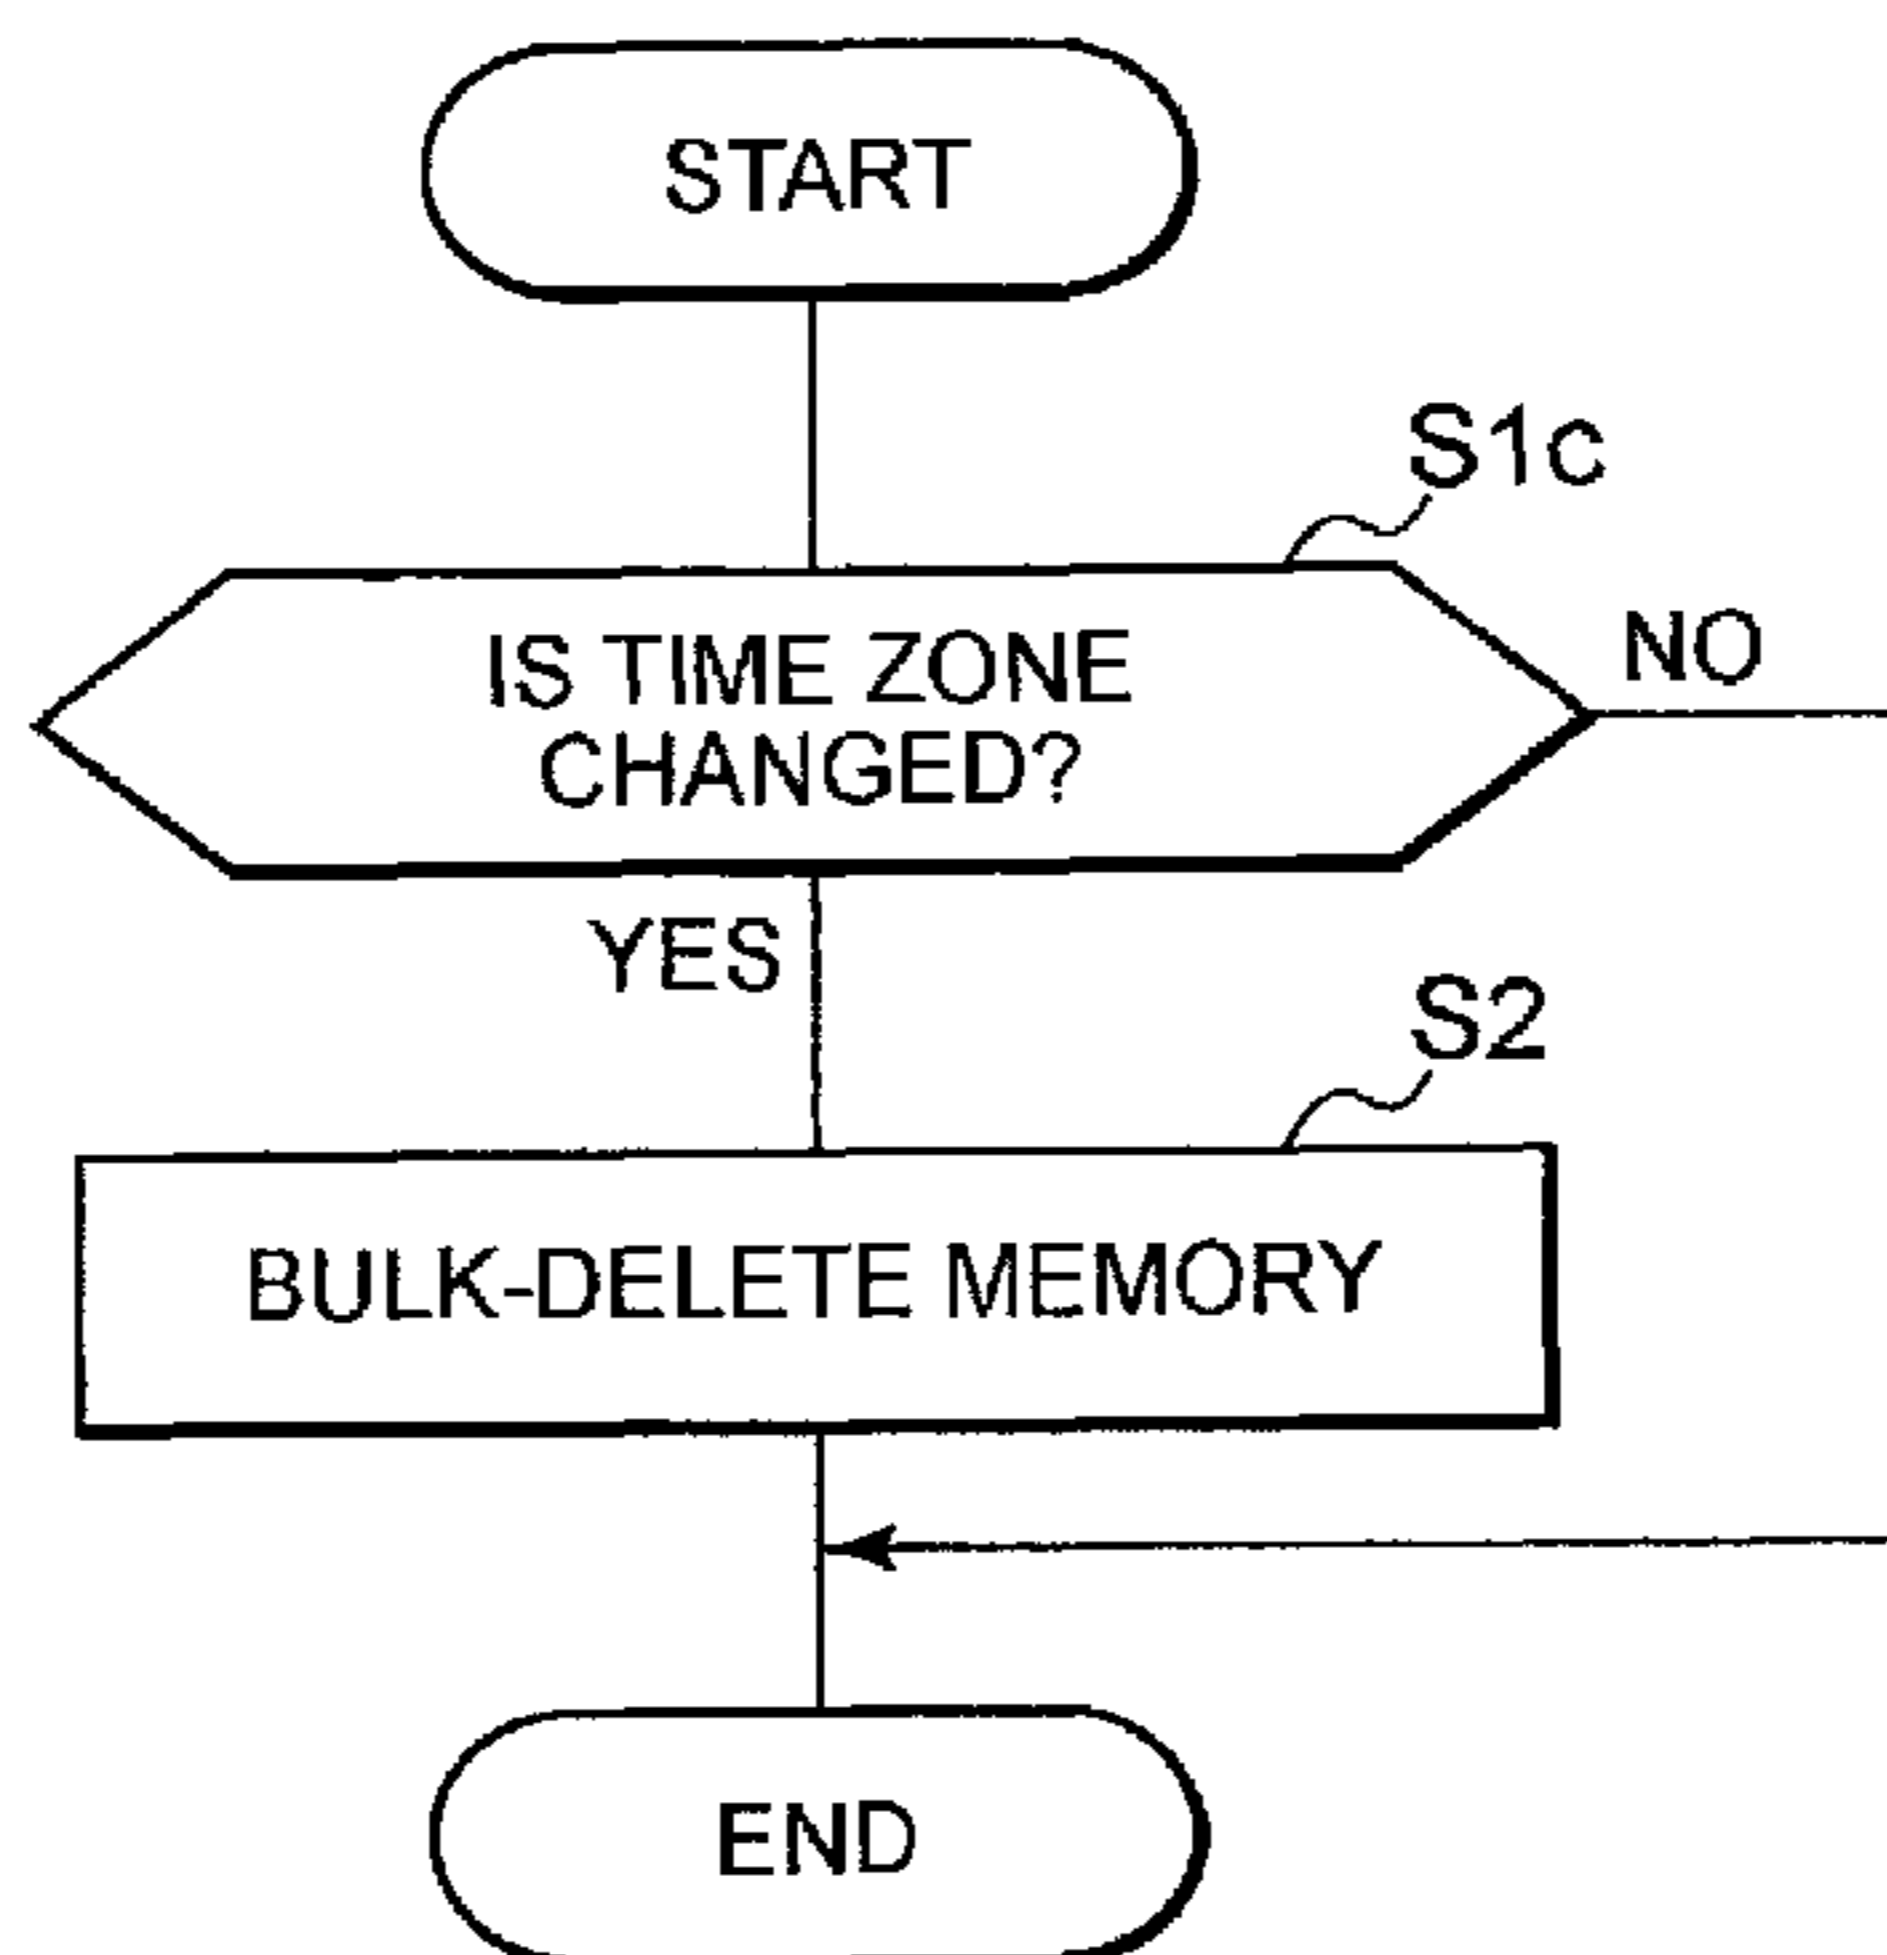 START
S1c
IS TIME ZONE
CHANGED?
NO
YES
S2
BULK-DELETE MEMORY
END